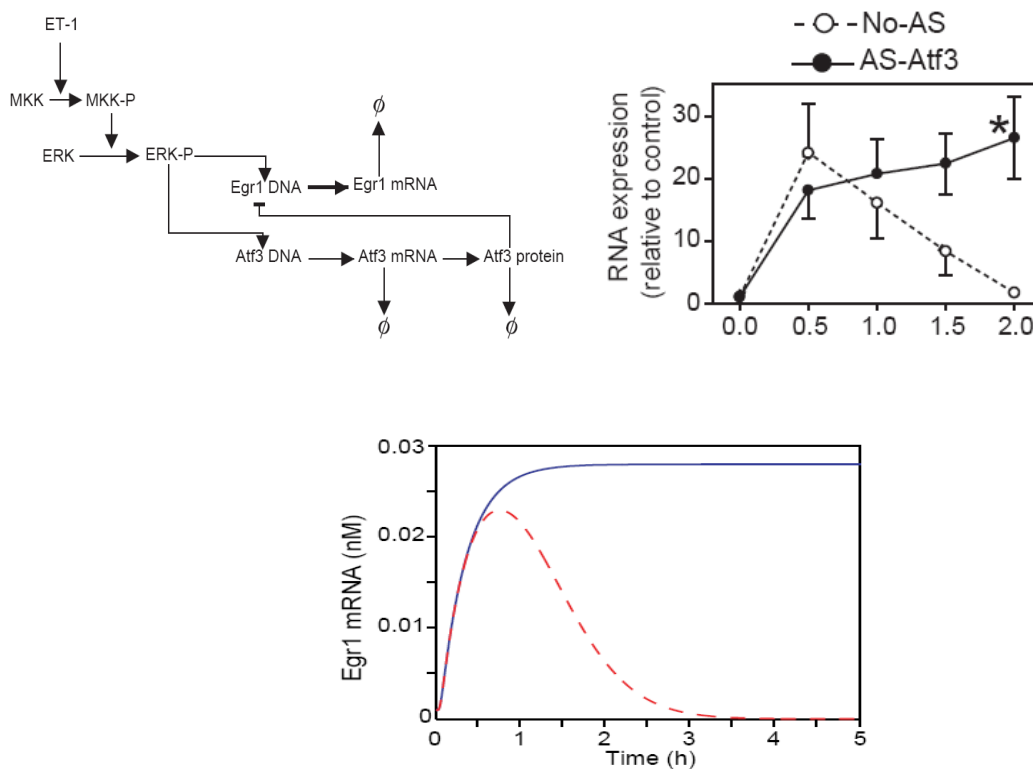 ET-1
MKK
MKK-P
ERK
ERK-P
ϕ
Egr1 DNA
Egr1 mRNA
Atf3 DNA
Atf3 mRNA
Atf3 protein
ϕ
ϕ
No-AS
AS-Atf3
RNA expression
(relative to control)
30
20
10
0
*
0.0
0.5
1.0
1.5
2.0
Egr1 mRNA (nM)
0.03
0.02
0.01
0
0
1
2
3
4
5
Time (h)